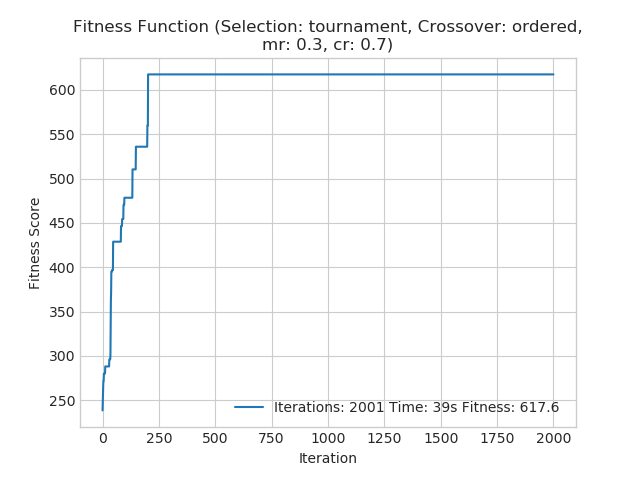 Fitness Function (Selection: tournament, Crossover: ordered,
mr: 0.3, cr: 0.7)
600
550
500
450
400
350
300
250
Fitness Score
Iterations: 2001 Time: 39s Fitness: 617.6
0 250 500 750 1000 1250 1500 1750 2000
Iteration